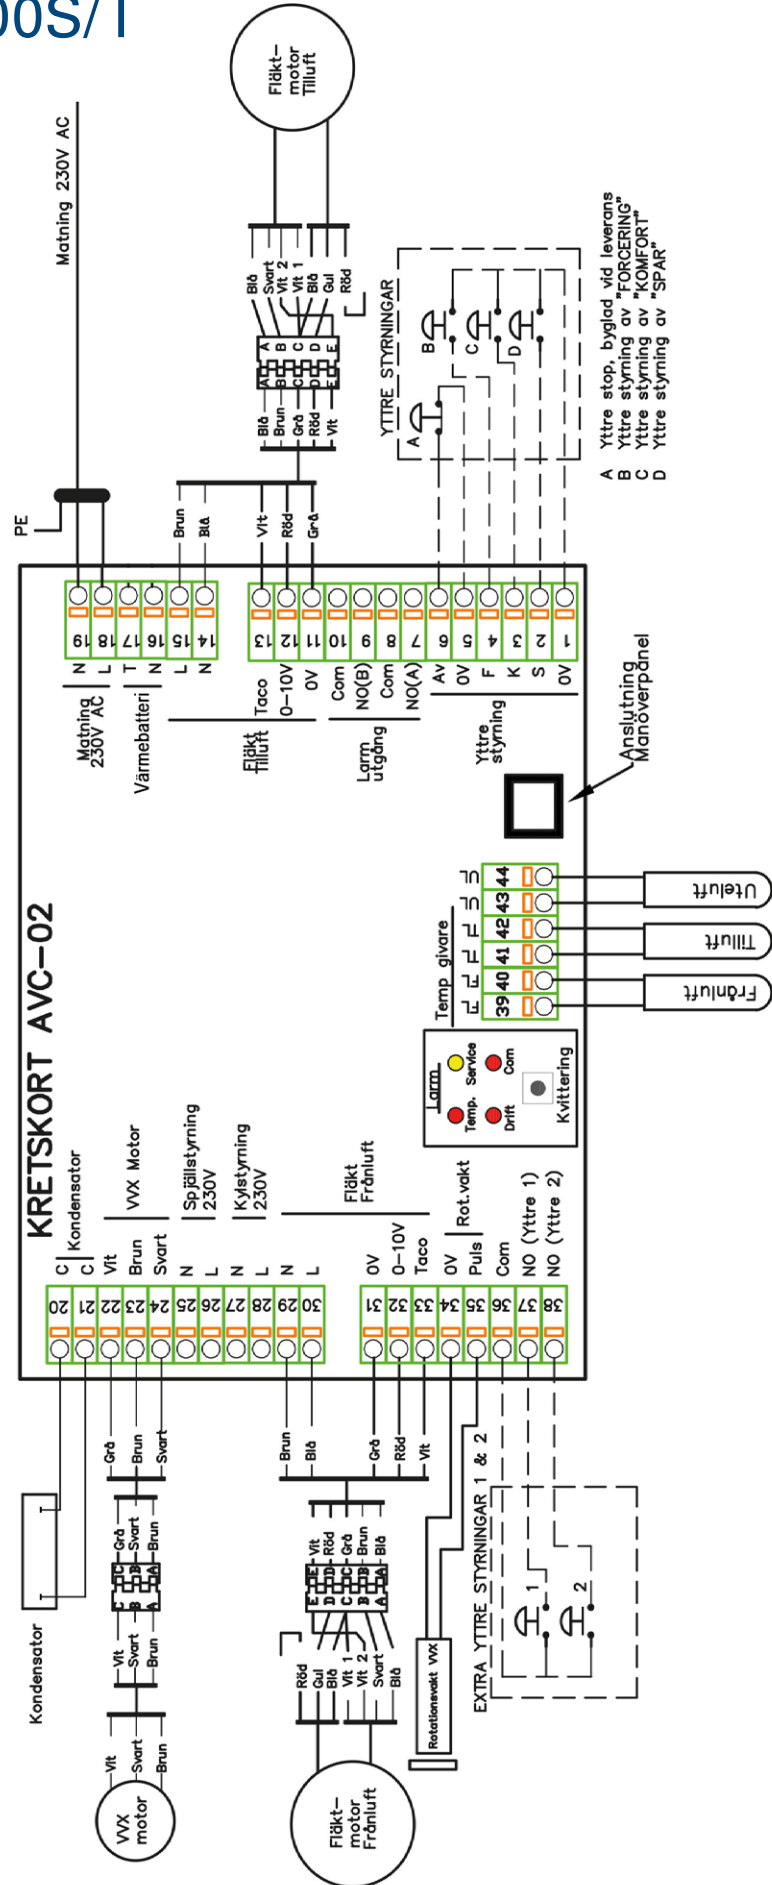 00S/T
KRETSKORT AVC-02
Matning 230V AC
PE
Fläkt-
motor
Tilluft
Blå
Svart
Vit 2
Vit 1
Blå
Gul
Röd
A
B
C
D
E
A
B
C
D
E
Blå
Brun
Grå
Röd
Vit
Brun
Blå
Vit
Röd
Grå
YTTRE STYRNINGAR
A
B
C
D
A Yttre stop, byglad vid leverans
B Yttre styrning av "FORCERING"
C Yttre styrning av "KOMFORT"
D Yttre styrning av "SPAR"
19 N
18 L
17 T
16 N
15 L
14 N
13 Taco
12 0-10V
11 0V
10 Com
9 NO(B)
8 Com
7 NO(A)
6 Av
5 0V
4 F
3 K
2 S
1 0V
Matning
230V AC
Värmebatteri
Fläkt
Tilluft
Larm
utgång
Yttre
styrning
Anslutning
Manöverpanel
Temp givare
FL
FL
TL
TL
UL
UL
39 40 41 42 43 44
Frånluft
Tilluft
Uteluft
Larm
Temp.
Service
Drift
Com
Kvittering
20 C
21 C
22 Vit
23 Brun
24 Svart
25 N
26 L
27 N
28 L
29 N
30 L
31 0V
32 0-10V
33 Taco
34 0V
35 Puls
36 Com
37 NO (Yttre 1)
38 NO (Yttre 2)
Kondensator
VVX Motor
Spjällstyrning
230V
Kylstyrning
230V
Fläkt
Frånluft
Rot.vakt
Kondensator
Grå
Brun
Svart
Grå
Svart
Brun
C
B
A
C
B
A
Vit
Svart
Brun
Vit
Svart
Brun
VVX
motor
Brun
Blå
Grå
Röd
Vit
Vit
Röd
Grå
Brun
Blå
E
D
C
B
A
E
D
C
B
A
Röd
Gul
Blå
Vit 1
Vit 2
Svart
Blå
Fläkt-
motor
Frånluft
Rotationsvakt VVX
EXTRA YTTRE STYRNINGAR 1 & 2
1
2